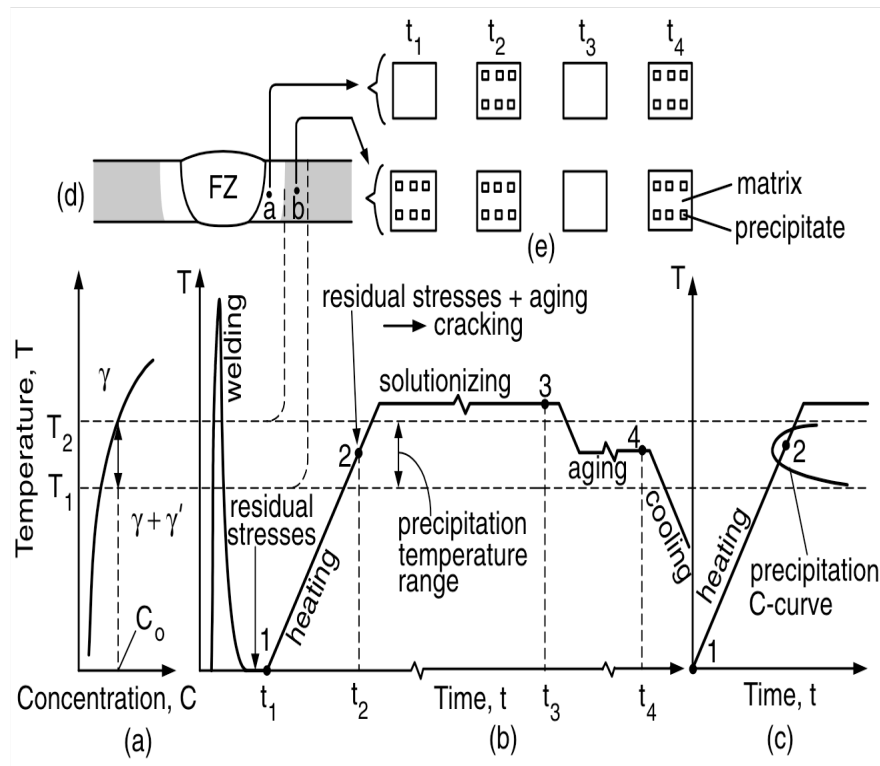 t1 t2 t3 t4
(d) FZ a b
matrix
precipitate
(e)
Temperature, T
γ
T2
T1
γ + γ′
Co
Concentration, C
(a)
T
welding
residual stresses + aging
cracking
solutionizing
3
2
4
aging
cooling
residual
stresses
precipitation
temperature
range
heating
1
t1 t2 Time, t t3 t4
(b)
T
2
heating
precipitation
C-curve
1
Time, t
(c)